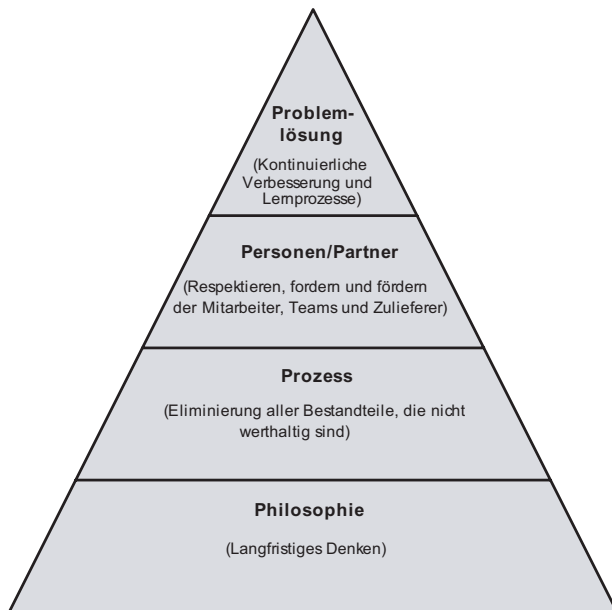 Problem-
lösung
(Kontinuierliche
Verbesserung und
Lernprozesse)
Personen/Partner
(Respektieren, fordern und fördern
der Mitarbeiter, Teams und Zulieferer)
Prozess
(Eliminierung aller Bestandteile, die nicht
werthaltig sind)
Philosophie
(Langfristiges Denken)